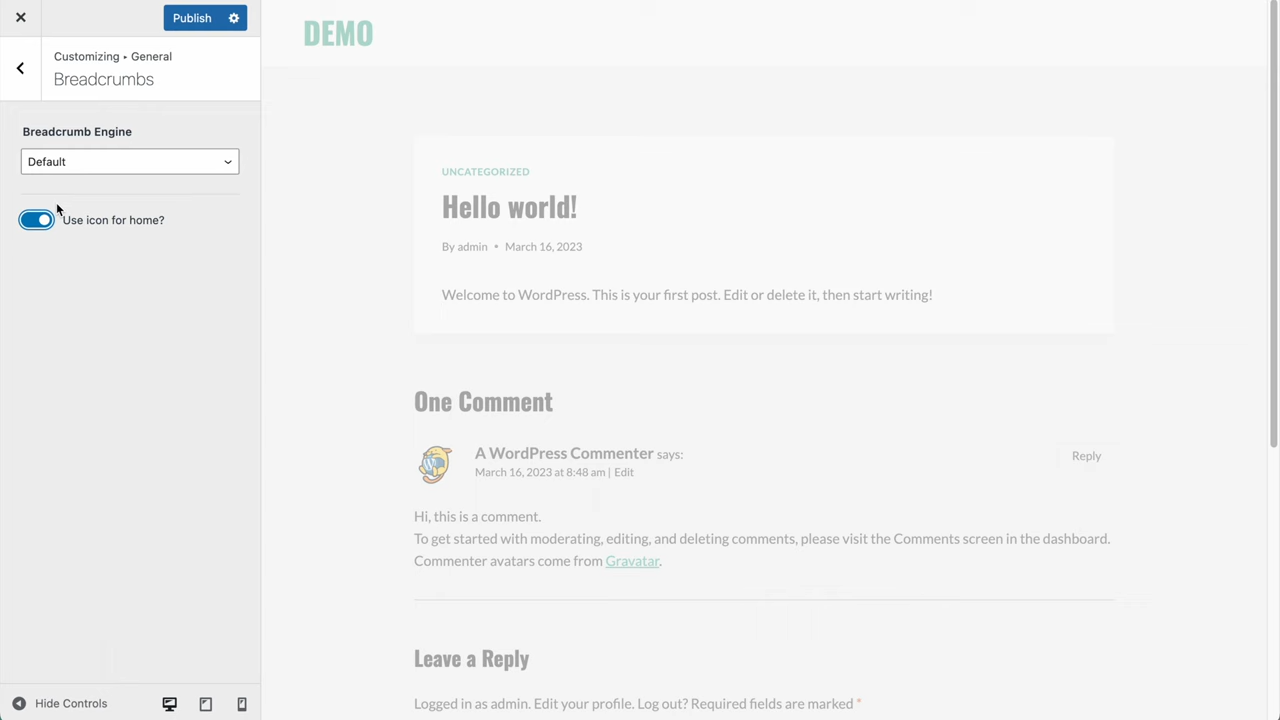 Publish
Customizing ▸ General
Breadcrumbs
Breadcrumb Engine
Default
Use icon for home?
Hide Controls
DEMO
UNCATEGORIZED
Hello world!
By admin • March 16, 2023
Welcome to WordPress. This is your first post. Edit or delete it, then start writing!
One Comment
A WordPress Commenter says:
March 16, 2023 at 8:48 am | Edit
Reply
Hi, this is a comment.
To get started with moderating, editing, and deleting comments, please visit the Comments screen in the dashboard.
Commenter avatars come from Gravatar.
Leave a Reply
Logged in as admin. Edit your profile. Log out? Required fields are marked *